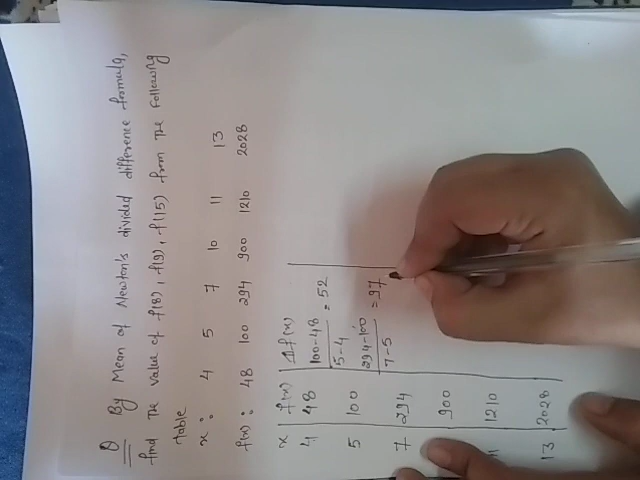 Q By Mean of Newton's divided difference fromula,
find The value of f(8), f(9), f(15) from The following
table
x : 4 5 7 10 11 13
f(x) : 48 100 294 900 1210 2028
x f(x) Δf(x)
4 48 100-48/5-4 = 52
5 100 294-100/7-5 = 97
7 294
900
11 1210
13 2028